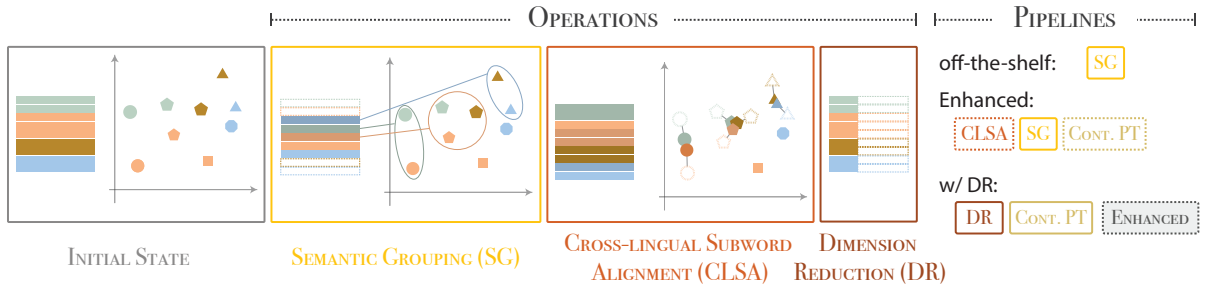 Operations
Pipelines
off-the-shelf: SG
Enhanced:
CLSA SG Cont. PT
w/ DR:
DR Cont. PT Enhanced
Initial State
Semantic Grouping (SG)
Cross-lingual Subword
Alignment (CLSA)
Dimension
Reduction (DR)